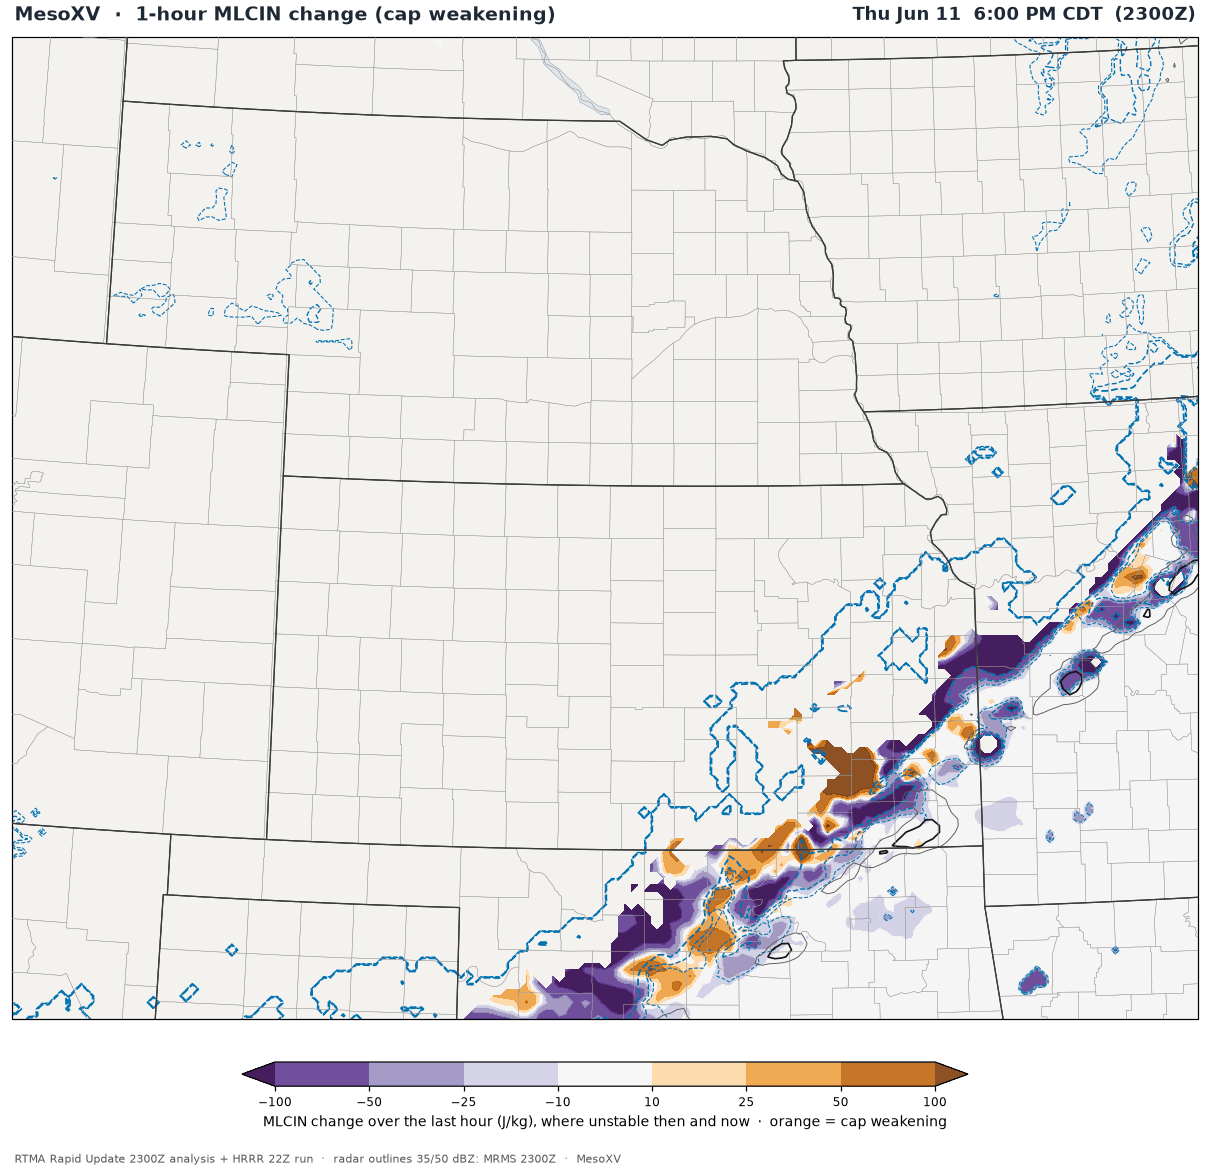 MesoXV · 1-hour MLCIN change (cap weakening)
Thu Jun 11 6:00 PM CDT (2300Z)
−100 −50 −25 −10 10 25 50 100
MLCIN change over the last hour (J/kg), where unstable then and now · orange = cap weakening
RTMA Rapid Update 2300Z analysis + HRRR 22Z run · radar outlines 35/50 dBZ: MRMS 2300Z · MesoXV